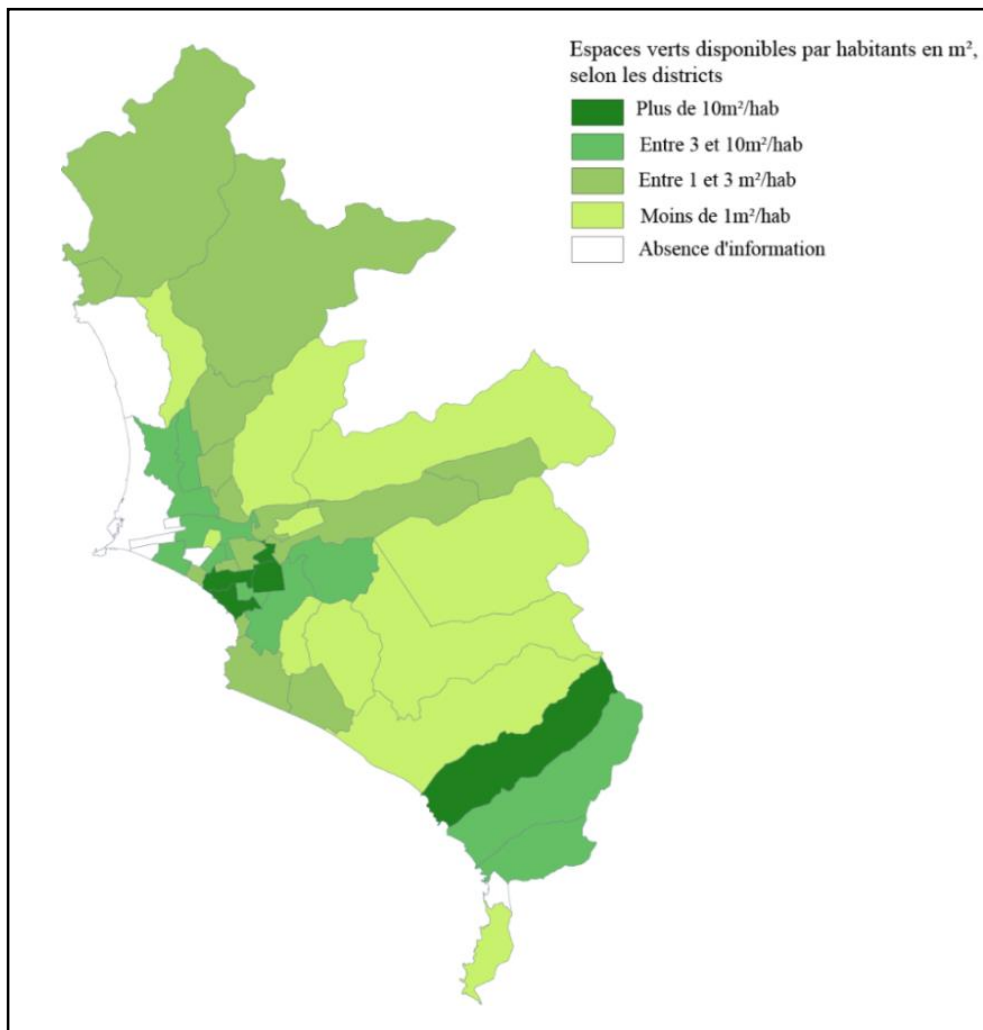 Espaces verts disponibles par habitants en m²,
selon les districts
Plus de 10m²/hab
Entre 3 et 10m²/hab
Entre 1 et 3 m²/hab
Moins de 1m²/hab
Absence d'information